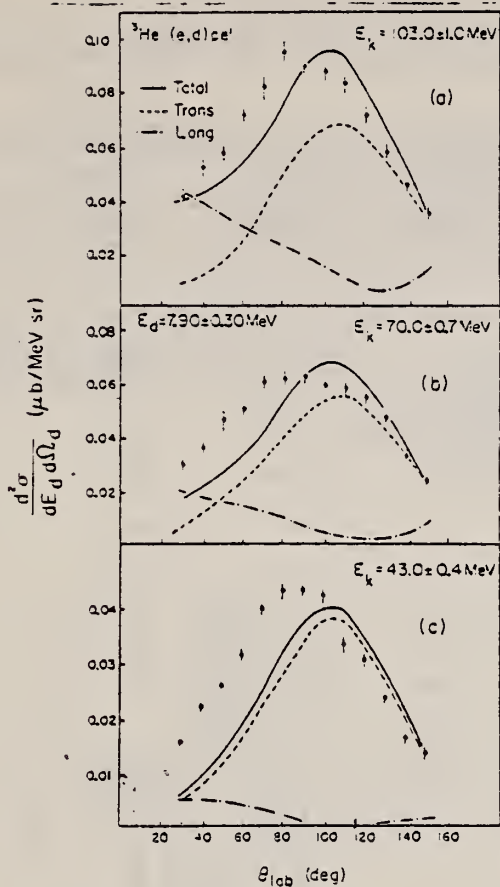 ³He (e,d)pe'
E_k = 103.0±1.0 MeV
Total
Trans
Long
(a)
0.10
0.08
0.06
0.04
0.02
E_d = 7.90±0.30 MeV
E_k = 70.0±0.7 MeV
(b)
0.08
0.06
0.04
0.02
d²σ
dE_d dΩ_d
(μb/MeV sr)
E_k = 43.0±0.4 MeV
(c)
0.04
0.03
0.02
0.01
20 40 60 80 100 120 140 160
θ_lab (deg)